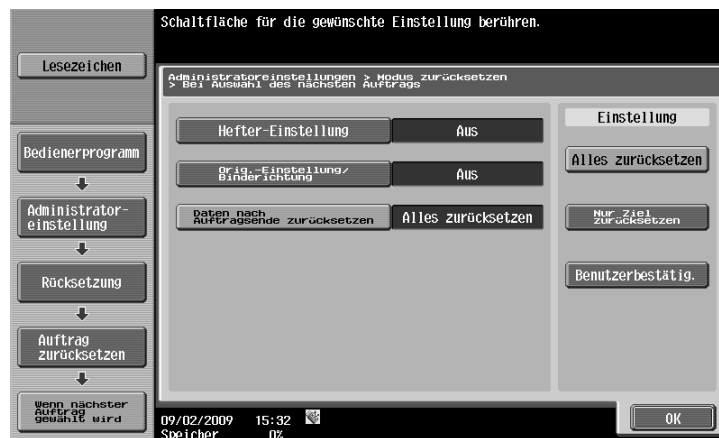 Schaltfläche für die gewünschte Einstellung berühren.
Lesezeichen
Administratoreinstellungen > Modus zurücksetzen
> Bei Auswahl des nächsten Auftrags
Bedienerprogramm
Administrator-
einstellung
Rücksetzung
Auftrag
zurücksetzen
Wenn nächster
Auftrag
gewählt wird
Hefter-Einstellung
Aus
Orig.-Einstellung/
Binderichtung
Aus
Daten nach
Auftragsende zurücksetzen
Alles zurücksetzen
Einstellung
Alles zurücksetzen
Nur Ziel
zurücksetzen
Benutzerbestätig.
09/02/2009 15:32
Speicher 0%
OK